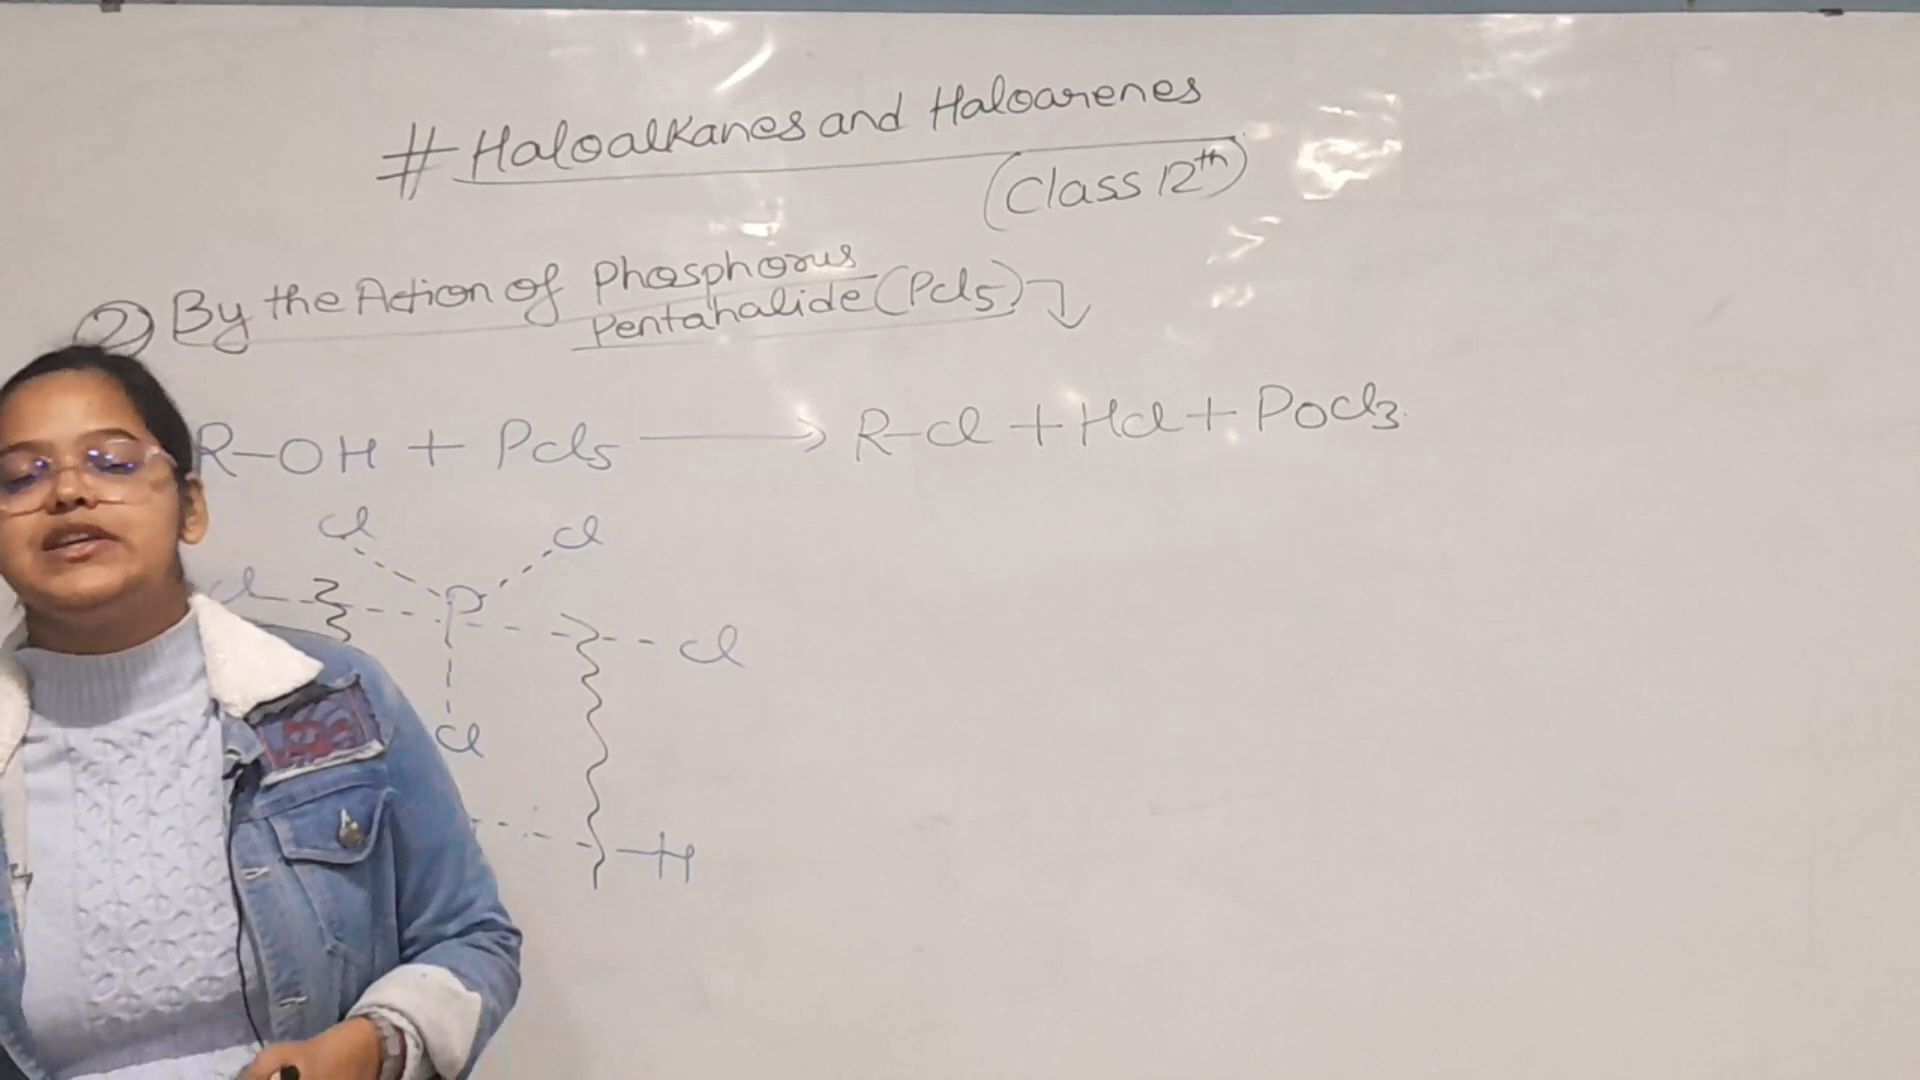 # Haloalkanes and Haloarenes
(Class 12th)
② By the Action of Phosphorus
Pentahalide (Pcl5)
R-OH + Pcl5 → R-cl + Hcl + Pocl3.
cl cl
cl P cl
cl
H